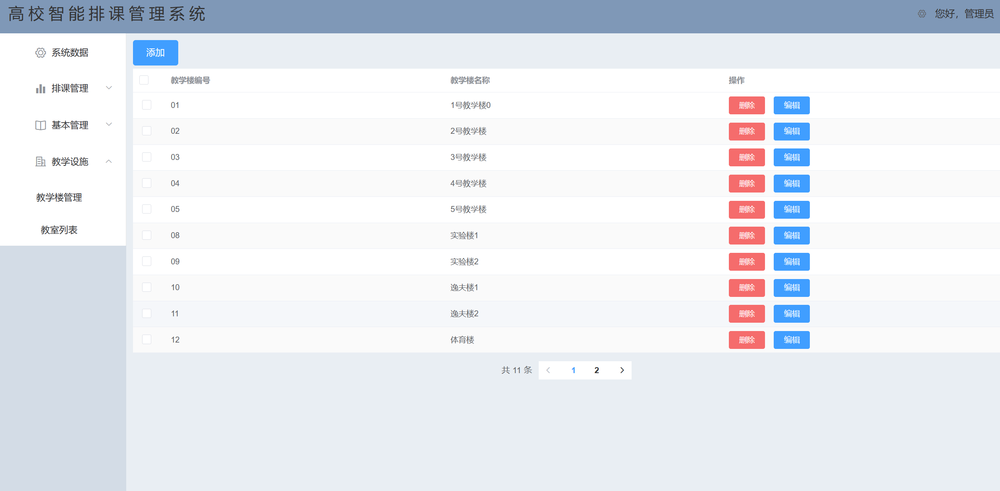 高校智能排课管理系统
您好，管理员
系统数据
排课管理
基本管理
教学设施
教学楼管理
教室列表
添加
教学楼编号 教学楼名称 操作
01 1号教学楼0 删除 编辑
02 2号教学楼 删除 编辑
03 3号教学楼 删除 编辑
04 4号教学楼 删除 编辑
05 5号教学楼 删除 编辑
08 实验楼1 删除 编辑
09 实验楼2 删除 编辑
10 逸夫楼1 删除 编辑
11 逸夫楼2 删除 编辑
12 体育楼 删除 编辑
共 11 条 1 2